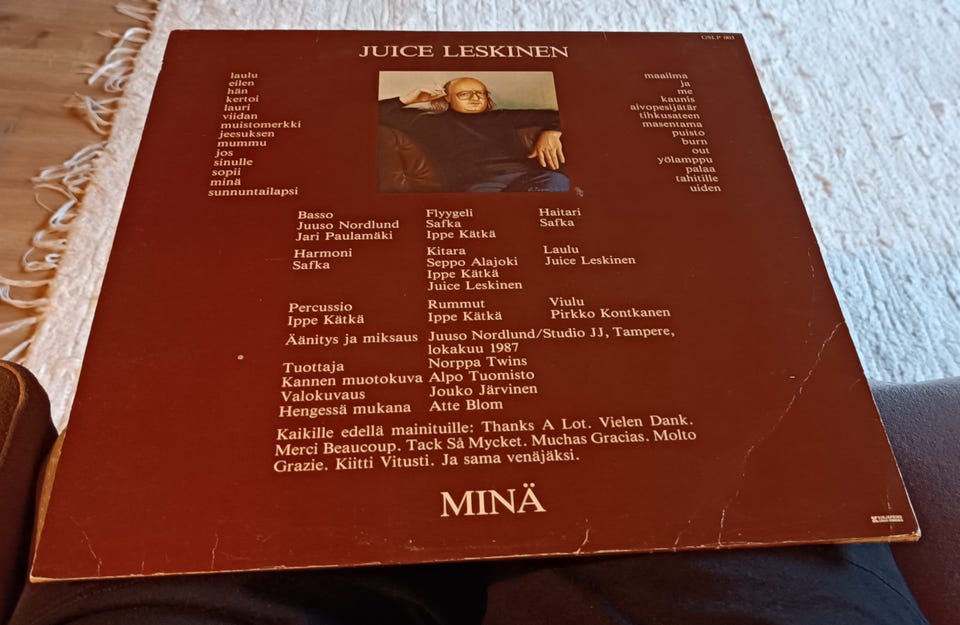 GSLP 003
JUICE LESKINEN
laulu
eilen
hän
kertoi
lauri
viidan
muistomerkki
jeesuksen
mummu
jos
sinulle
sopii
minä
sunnuntailapsi
maailma
ja
me
kaunis
aivopesijätär
tihkusateen
masentama
puisto
burn
out
yölamppu
palaa
tahitille
uiden
Basso
Juuso Nordlund
Jari Paulamäki
Flyygeli
Safka
Ippe Kätkä
Haitari
Safka
Harmoni
Safka
Kitara
Seppo Alajoki
Ippe Kätkä
Juice Leskinen
Laulu
Juice Leskinen
Percussio
Ippe Kätkä
Rummut
Ippe Kätkä
Viulu
Pirkko Kontkanen
Äänitys ja miksaus Juuso Nordlund/Studio JJ, Tampere,
lokakuu 1987
Tuottaja Norppa Twins
Kannen muotokuva Alpo Tuomisto
Valokuvaus Jouko Järvinen
Hengessä mukana Atte Blom
Kaikille edellä mainituille: Thanks A Lot. Vielen Dank.
Merci Beaucoup. Tack Så Mycket. Muchas Gracias. Molto
Grazie. Kiitti Vitusti. Ja sama venäjäksi.
MINÄ